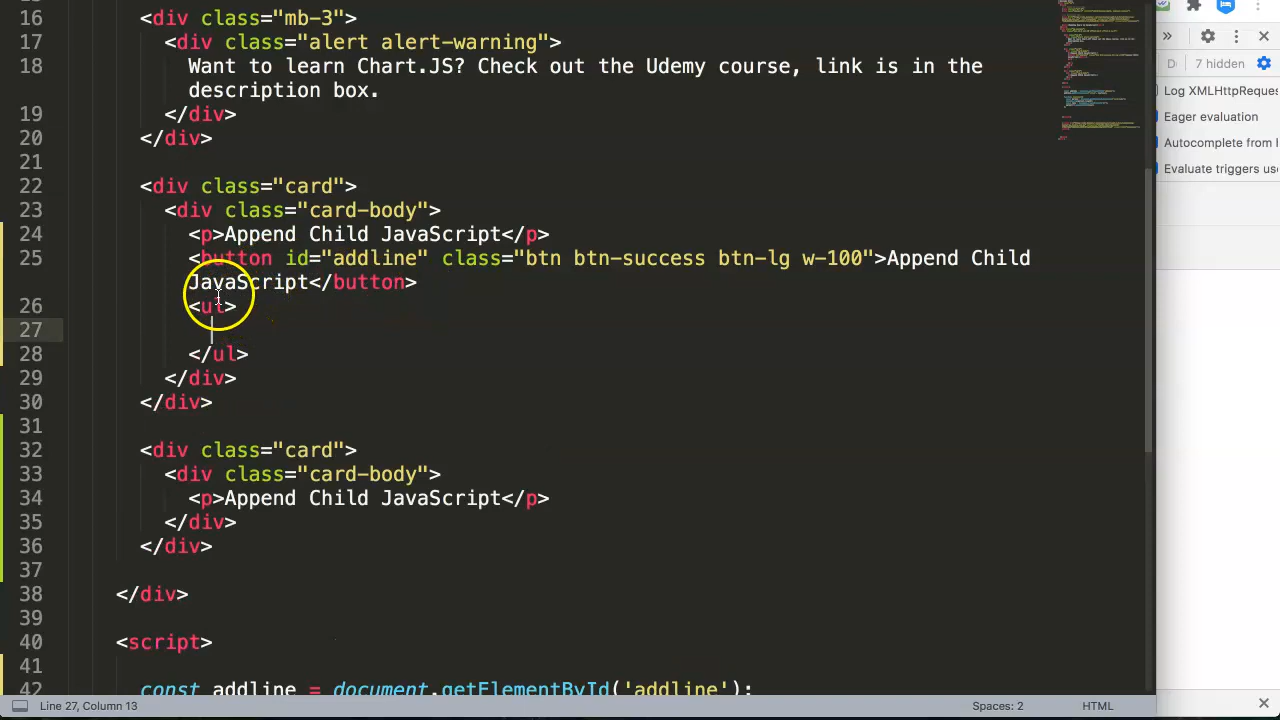 16 <div class="mb-3">
17 <div class="alert alert-warning">
18 Want to learn Chart.JS? Check out the Udemy course, link is in the
description box.
19 </div>
20 </div>
21
22 <div class="card">
23 <div class="card-body">
24 <p>Append Child JavaScript</p>
25 <button id="addline" class="btn btn-success btn-lg w-100">Append Child
JavaScript</button>
26 <ul>
27
28 </ul>
29 </div>
30 </div>
31
32 <div class="card">
33 <div class="card-body">
34 <p>Append Child JavaScript</p>
35 </div>
36 </div>
37
38 </div>
39
40 <script>
41
42 const addline = document.getElementById('addline');
Line 27, Column 13
Spaces: 2
HTML
7 hidden
Log XMLHttpReques
Eager evaluation
Autocomplete from
Evaluate triggers use